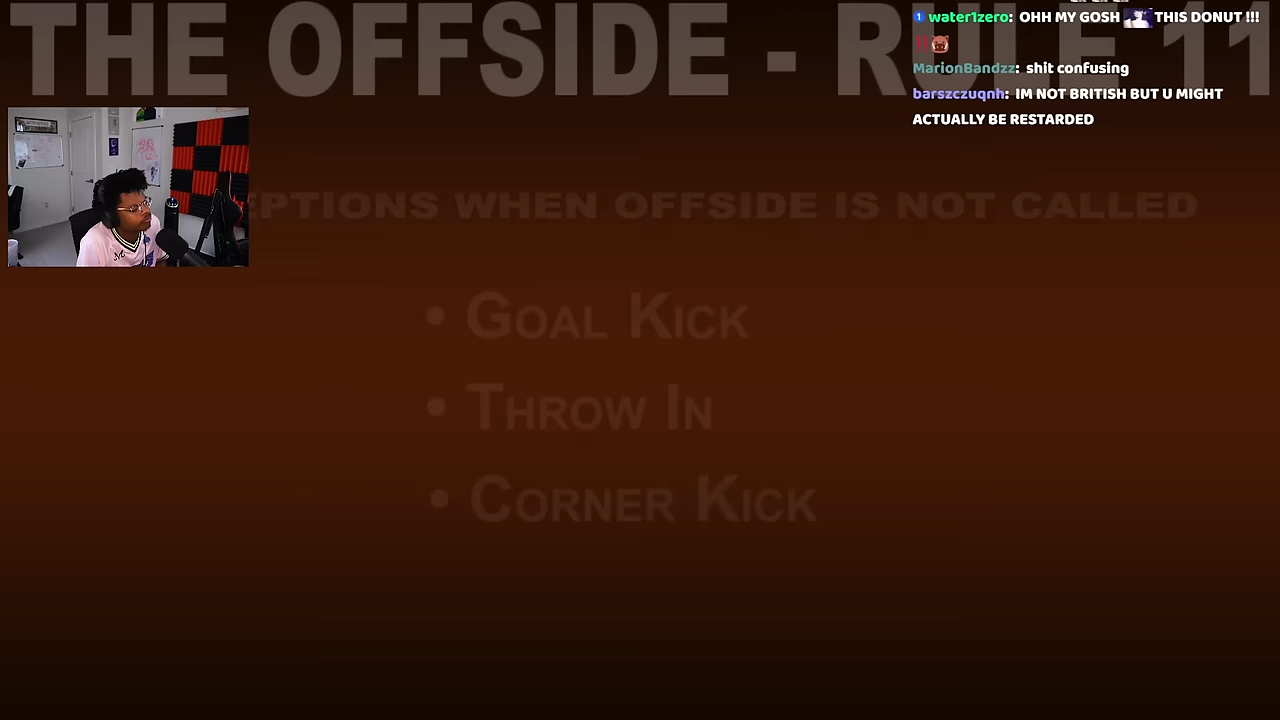 THE OFFSIDE - RULE 11
water1zero: OHH MY GOSH THIS DONUT !!!
MarionBandzz: shit confusing
barszczuqnh: IM NOT BRITISH BUT U MIGHT
ACTUALLY BE RESTARDED
EPTIONS WHEN OFFSIDE IS NOT CALLED
• GOAL KICK
• THROW IN
• CORNER KICK